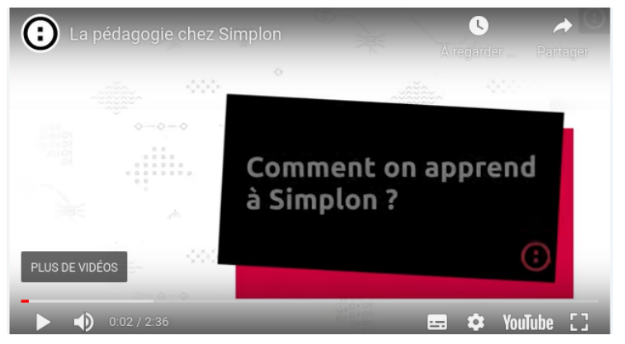 La pédagogie chez Simplon
À regarder ...
Partager
Comment on apprend
à Simplon ?
PLUS DE VIDÉOS
0:02 / 2:36
YouTube